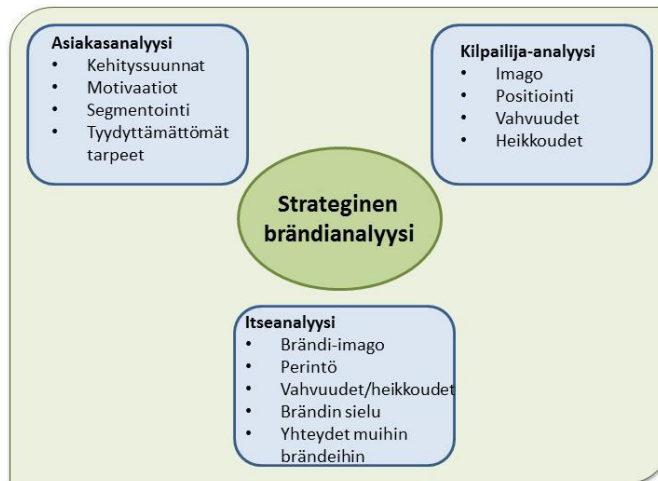 Asiakasanalyysi
• Kehityssuunnat
• Motivaatiot
• Segmentointi
• Tyydyttämättömät
tarpeet
Kilpailija-analyysi
• Imago
• Positiointi
• Vahvuudet
• Heikkoudet
Strateginen
brändianalyysi
Itseanalyysi
• Brändi-imago
• Perintö
• Vahvuudet/heikkoudet
• Brändin sielu
• Yhteydet muihin
brändeihin